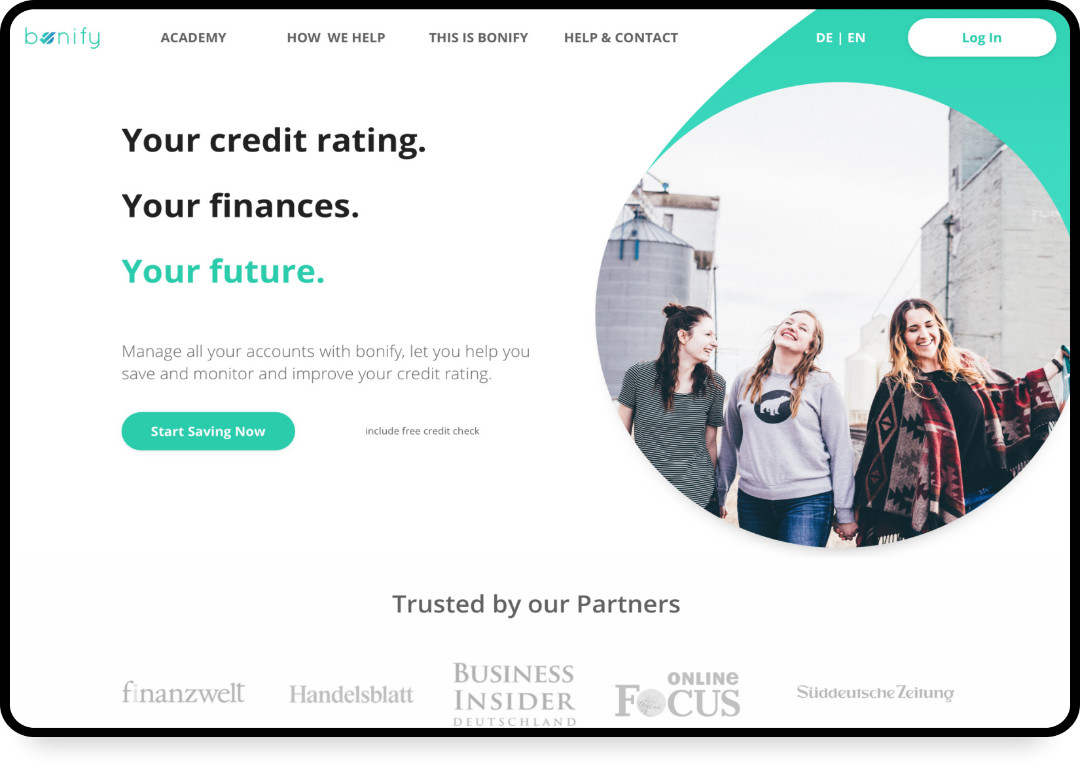 bonify
ACADEMY
HOW WE HELP
THIS IS BONIFY
HELP & CONTACT
DE | EN
Log In
Your credit rating.
Your finances.
Your future.
Manage all your accounts with bonify, let you help you
save and monitor and improve your credit rating.
Start Saving Now
include free credit check
Trusted by our Partners
finanzwelt
Handelsblatt
BUSINESS
INSIDER
DEUTSCHLAND
ONLINE
FOCUS
Süddeutsche Zeitung